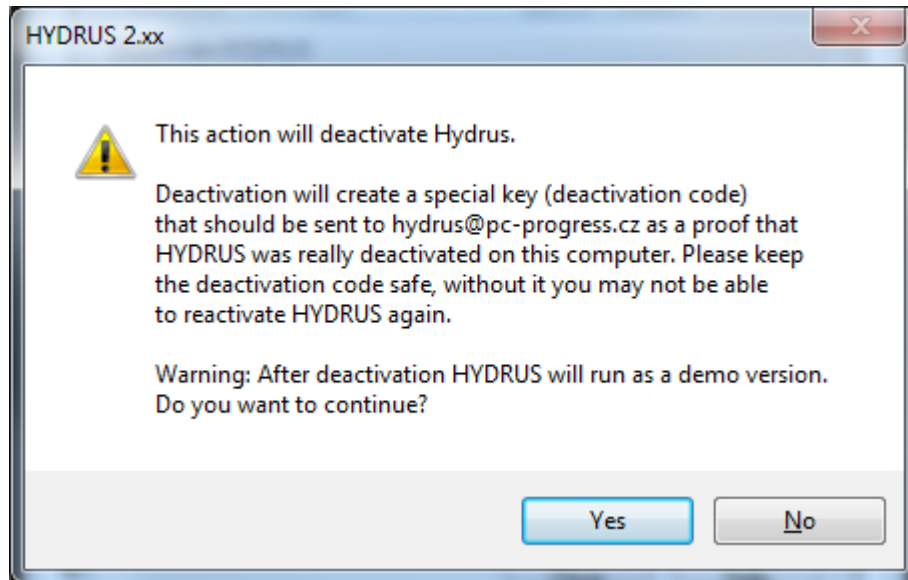 HYDRUS 2.xx
This action will deactivate Hydrus.
Deactivation will create a special key (deactivation code)
that should be sent to hydrus@pc-progress.cz as a proof that
HYDRUS was really deactivated on this computer. Please keep
the deactivation code safe, without it you may not be able
to reactivate HYDRUS again.
Warning: After deactivation HYDRUS will run as a demo version.
Do you want to continue?
Yes
No